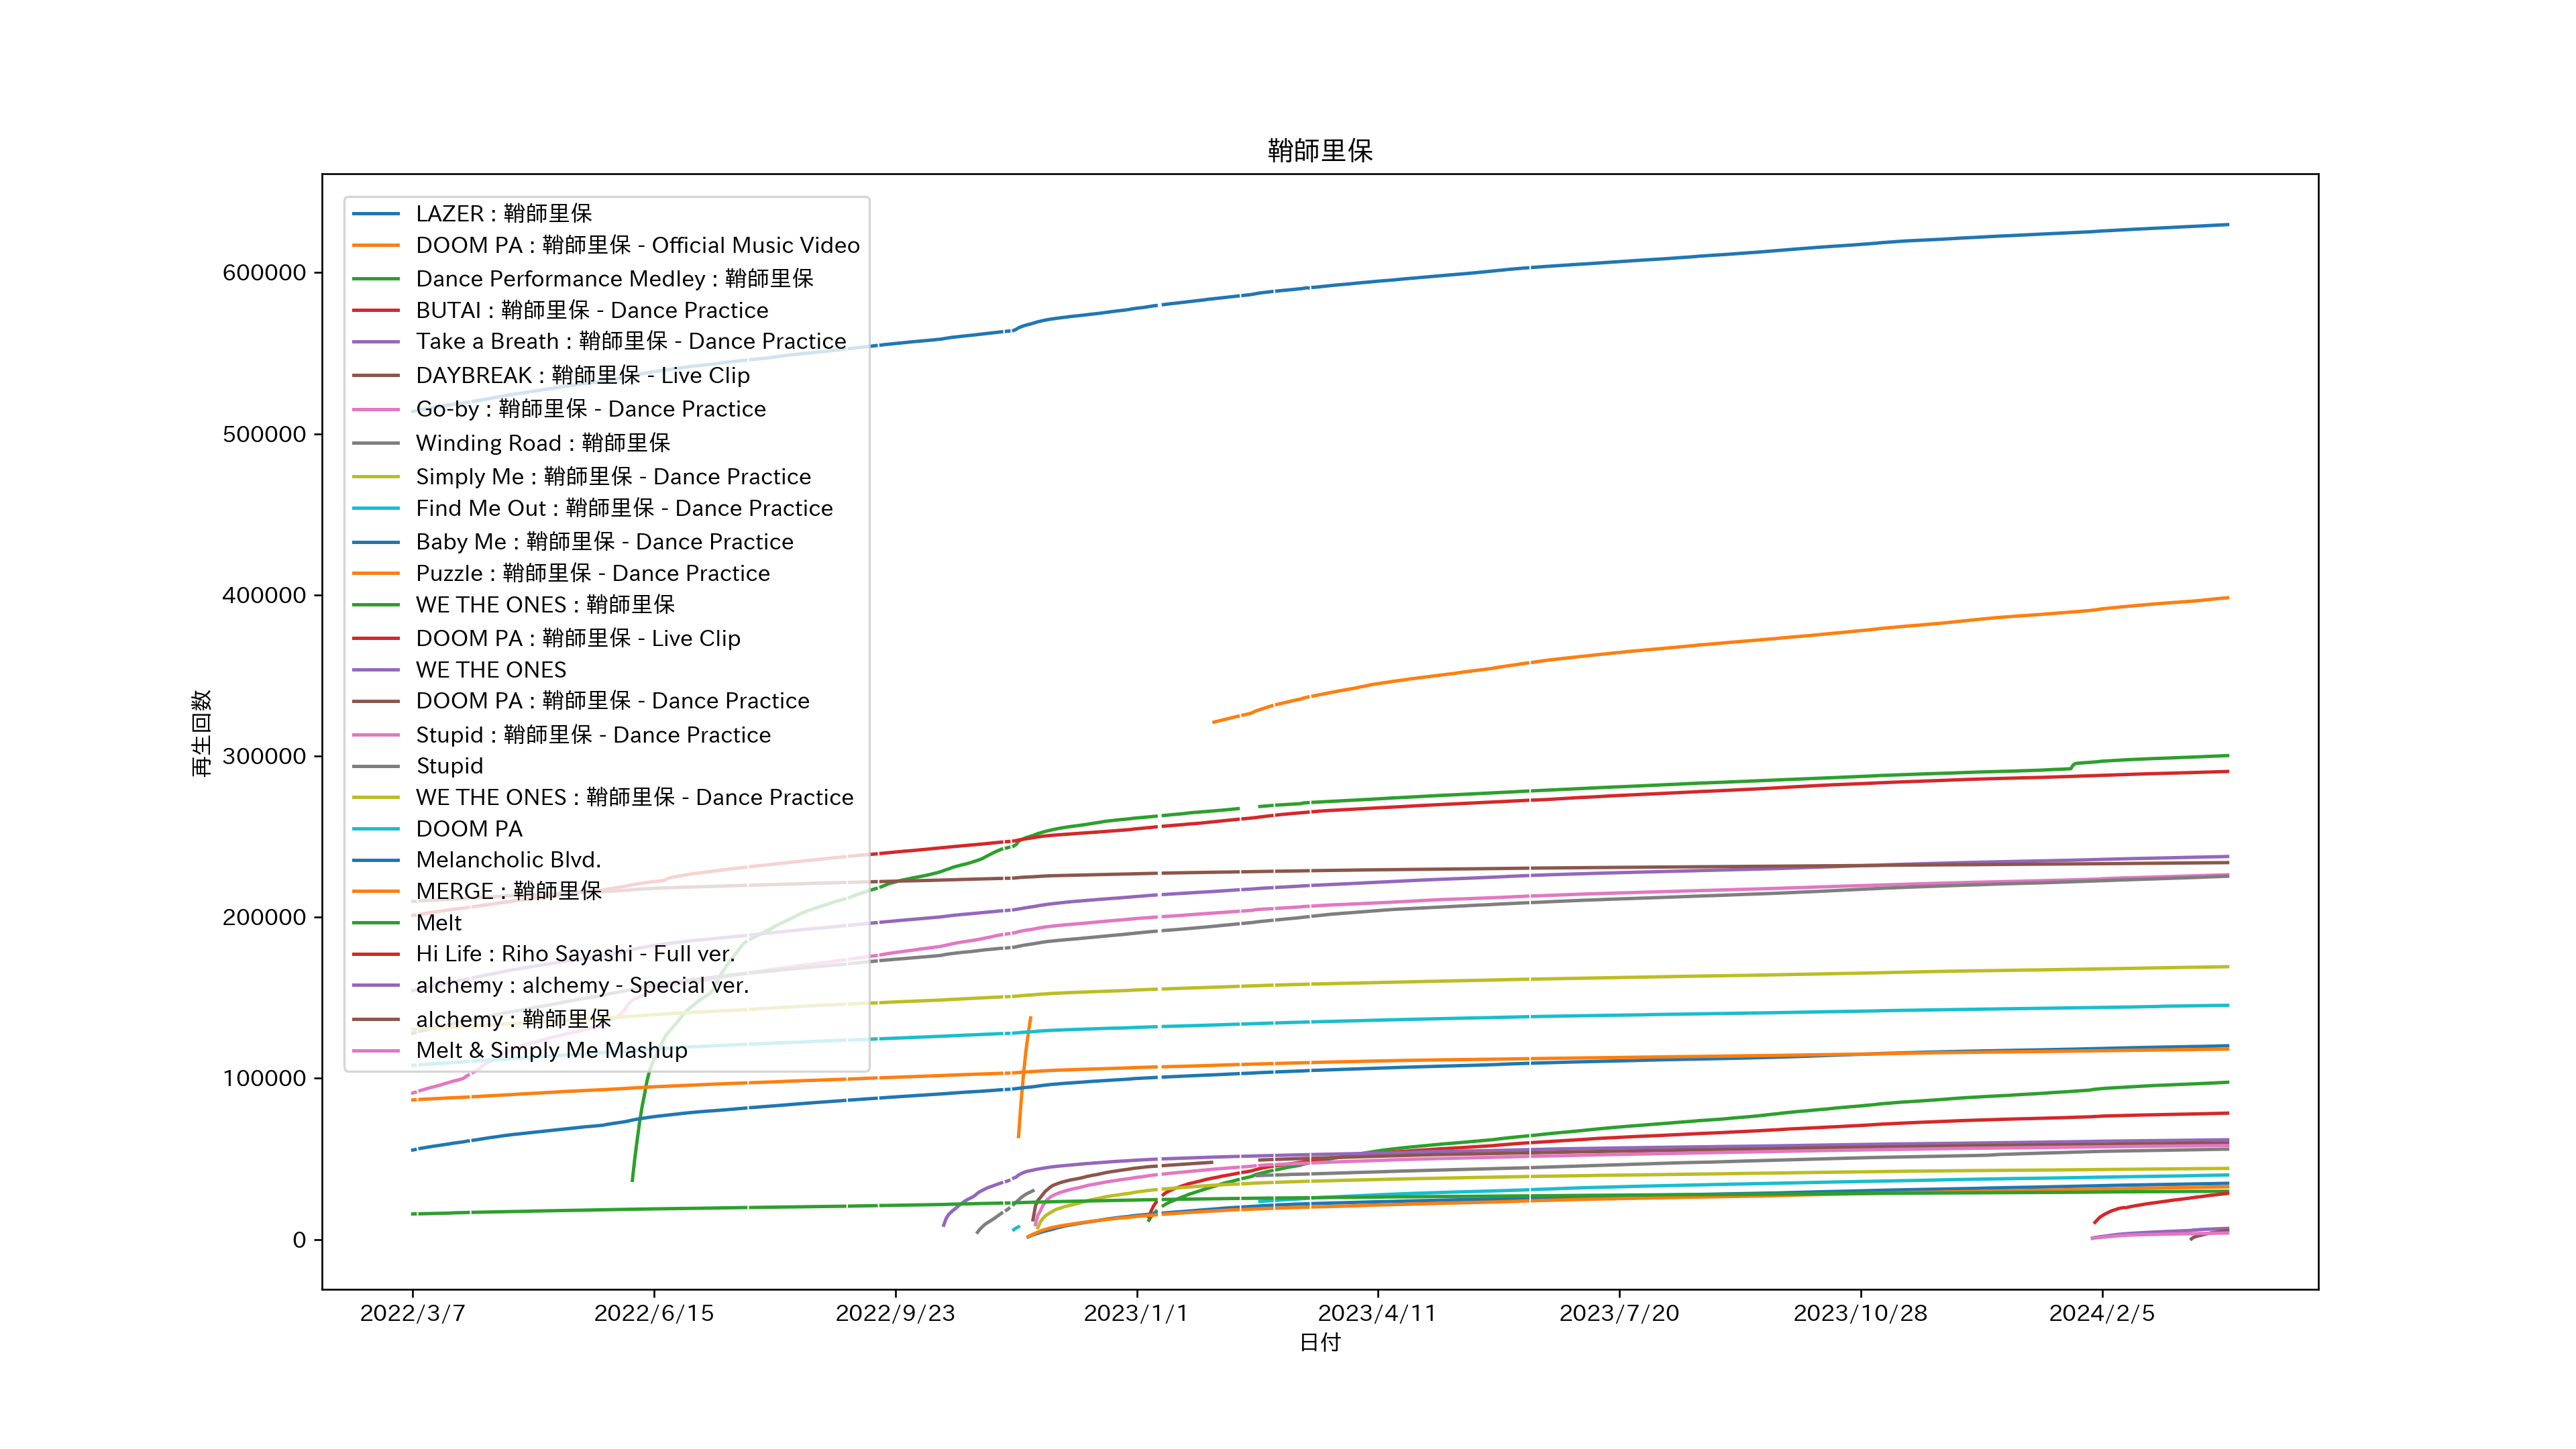 鞘師里保
LAZER : 鞘師里保
DOOM PA : 鞘師里保 - Official Music Video
Dance Performance Medley : 鞘師里保
BUTAI : 鞘師里保 - Dance Practice
Take a Breath : 鞘師里保 - Dance Practice
DAYBREAK : 鞘師里保 - Live Clip
Go-by : 鞘師里保 - Dance Practice
Winding Road : 鞘師里保
Simply Me : 鞘師里保 - Dance Practice
Find Me Out : 鞘師里保 - Dance Practice
Baby Me : 鞘師里保 - Dance Practice
Puzzle : 鞘師里保 - Dance Practice
WE THE ONES : 鞘師里保
DOOM PA : 鞘師里保 - Live Clip
WE THE ONES
DOOM PA : 鞘師里保 - Dance Practice
Stupid : 鞘師里保 - Dance Practice
Stupid
WE THE ONES : 鞘師里保 - Dance Practice
DOOM PA
Melancholic Blvd.
MERGE : 鞘師里保
Melt
Hi Life : Riho Sayashi - Full ver.
alchemy : alchemy - Special ver.
alchemy : 鞘師里保
Melt & Simply Me Mashup
再生回数
600000
500000
400000
300000
200000
100000
0
2022/3/7 2022/6/15 2022/9/23 2023/1/1 2023/4/11 2023/7/20 2023/10/28 2024/2/5
日付